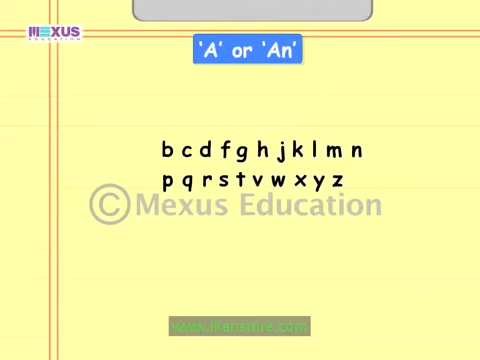 MEXUS
EDUCATION
'A' or 'An'
b c d f g h j k l m n
p q r s t v w x y z
© Mexus Education
www.ikenstore.com